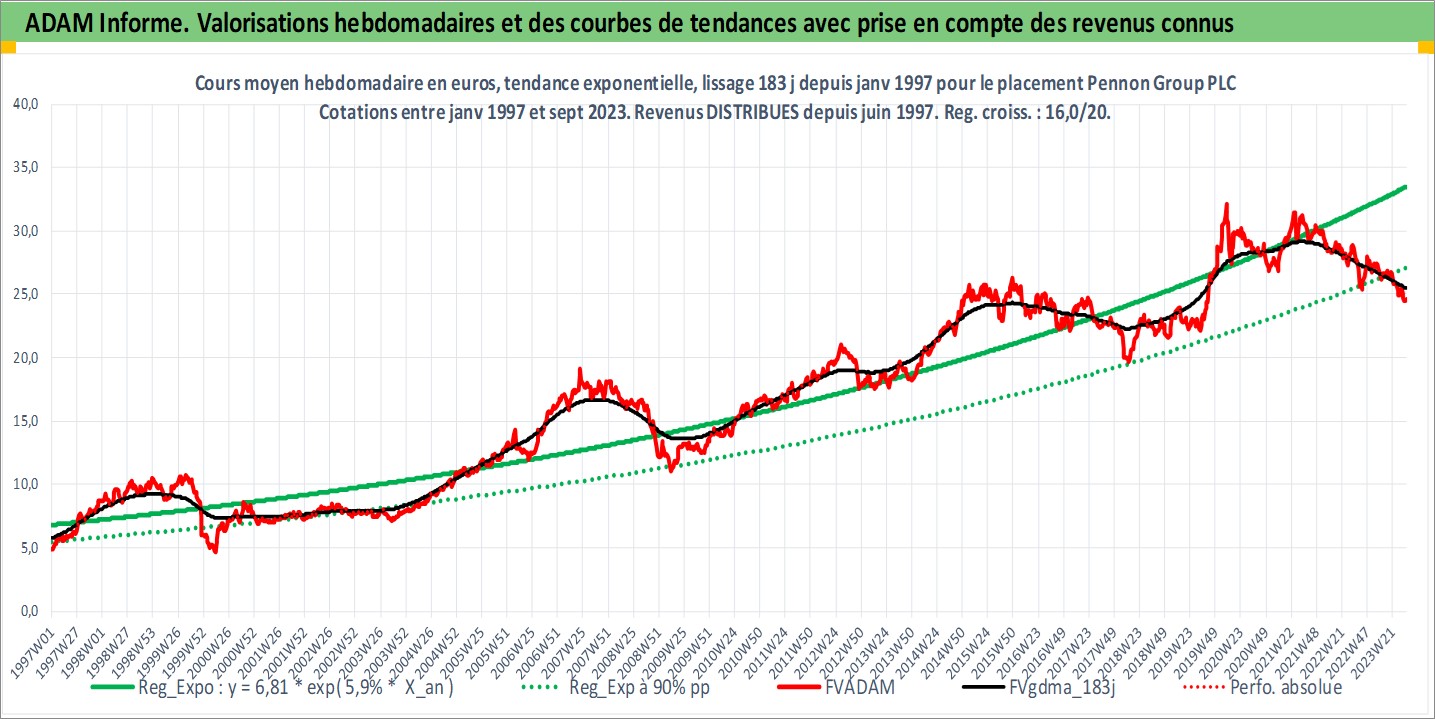 ADAM Informe. Valorisations hebdomadaires et des courbes de tendances avec prise en compte des revenus connus
Cours moyen hebdomadaire en euros, tendance exponentielle, lissage 183 j depuis janv 1997 pour le placement Pennon Group PLC
Cotations entre janv 1997 et sept 2023. Revenus DISTRIBUES depuis juin 1997. Reg. croiss. : 16,0/20.
40,0
35,0
30,0
25,0
20,0
15,0
10,0
5,0
0,0
1997W01
1997W27
1998W01
1998W27
1998W53
1999W26
1999W52
2000W26
2000W52
2001W26
2001W52
2002W26
2002W52
2003W26
2003W52
2004W26
2004W52
2005W25
2005W51
2006W25
2006W51
2007W25
2007W51
2008W25
2008W51
2009W25
2009W51
2010W24
2010W50
2011W24
2011W50
2012W24
2012W50
2013W24
2013W50
2014W24
2014W50
2015W24
2015W50
2016W23
2016W49
2017W23
2017W49
2018W23
2018W49
2019W23
2019W49
2020W23
2020W49
2021W22
2021W48
2022W21
2022W47
2023W21
Reg_Expo : y = 6,81 * exp( 5,9% * X_an )
Reg_Exp à 90% pp
FVADAM
FVgdma_183j
Perfo. absolue